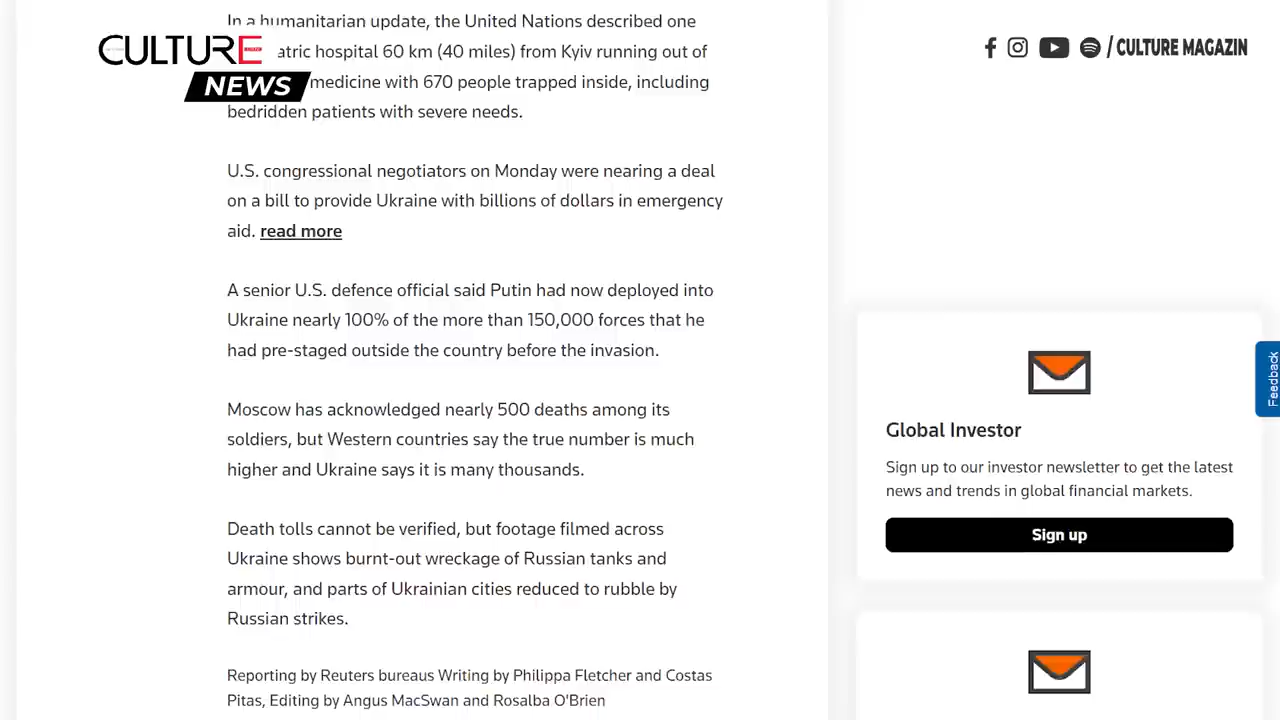 In a humanitarian update, the United Nations described one
atric hospital 60 km (40 miles) from Kyiv running out of
medicine with 670 people trapped inside, including
bedridden patients with severe needs.
CULTURE
NEWS
/ CULTURE MAGAZIN
U.S. congressional negotiators on Monday were nearing a deal
on a bill to provide Ukraine with billions of dollars in emergency
aid. read more
A senior U.S. defence official said Putin had now deployed into
Ukraine nearly 100% of the more than 150,000 forces that he
had pre-staged outside the country before the invasion.
Moscow has acknowledged nearly 500 deaths among its
soldiers, but Western countries say the true number is much
higher and Ukraine says it is many thousands.
Death tolls cannot be verified, but footage filmed across
Ukraine shows burnt-out wreckage of Russian tanks and
armour, and parts of Ukrainian cities reduced to rubble by
Russian strikes.
Reporting by Reuters bureaus Writing by Philippa Fletcher and Costas
Pitas, Editing by Angus MacSwan and Rosalba O'Brien
Feedback
Global Investor
Sign up to our investor newsletter to get the latest
news and trends in global financial markets.
Sign up